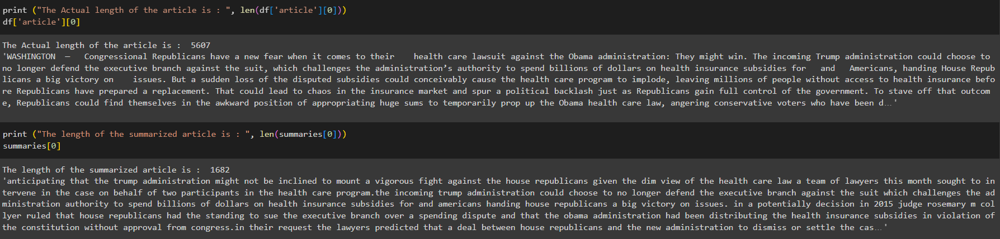 print ("The Actual length of the article is : ", len(df['article'][0]))
df['article'][0]
The Actual length of the article is :  5607
'WASHINGTON  —   Congressional Republicans have a new fear when it comes to their    health care lawsuit against the Obama administration: They might win. The incoming Trump administration could choose to
no longer defend the executive branch against the suit, which challenges the administration’s authority to spend billions of dollars on health insurance subsidies for   and   Americans, handing House Repub
licans a big victory on    issues. But a sudden loss of the disputed subsidies could conceivably cause the health care program to implode, leaving millions of people without access to health insurance befo
re Republicans have prepared a replacement. That could lead to chaos in the insurance market and spur a political backlash just as Republicans gain full control of the government. To stave off that outcom
e, Republicans could find themselves in the awkward position of appropriating huge sums to temporarily prop up the Obama health care law, angering conservative voters who have been d…'
print ("The length of the summarized article is : ", len(summaries[0]))
summaries[0]
The length of the summarized article is :  1682
'anticipating that the trump administration might not be inclined to mount a vigorous fight against the house republicans given the dim view of the health care law a team of lawyers this month sought to in
tervene in the case on behalf of two participants in the health care program.the incoming trump administration could choose to no longer defend the executive branch against the suit which challenges the ad
ministration authority to spend billions of dollars on health insurance subsidies for and americans handing house republicans a big victory on issues. in a potentially decision in 2015 judge rosemary m col
lyer ruled that house republicans had the standing to sue the executive branch over a spending dispute and that the obama administration had been distributing the health insurance subsidies in violation of
the constitution without approval from congress.in their request the lawyers predicted that a deal between house republicans and the new administration to dismiss or settle the cas…'